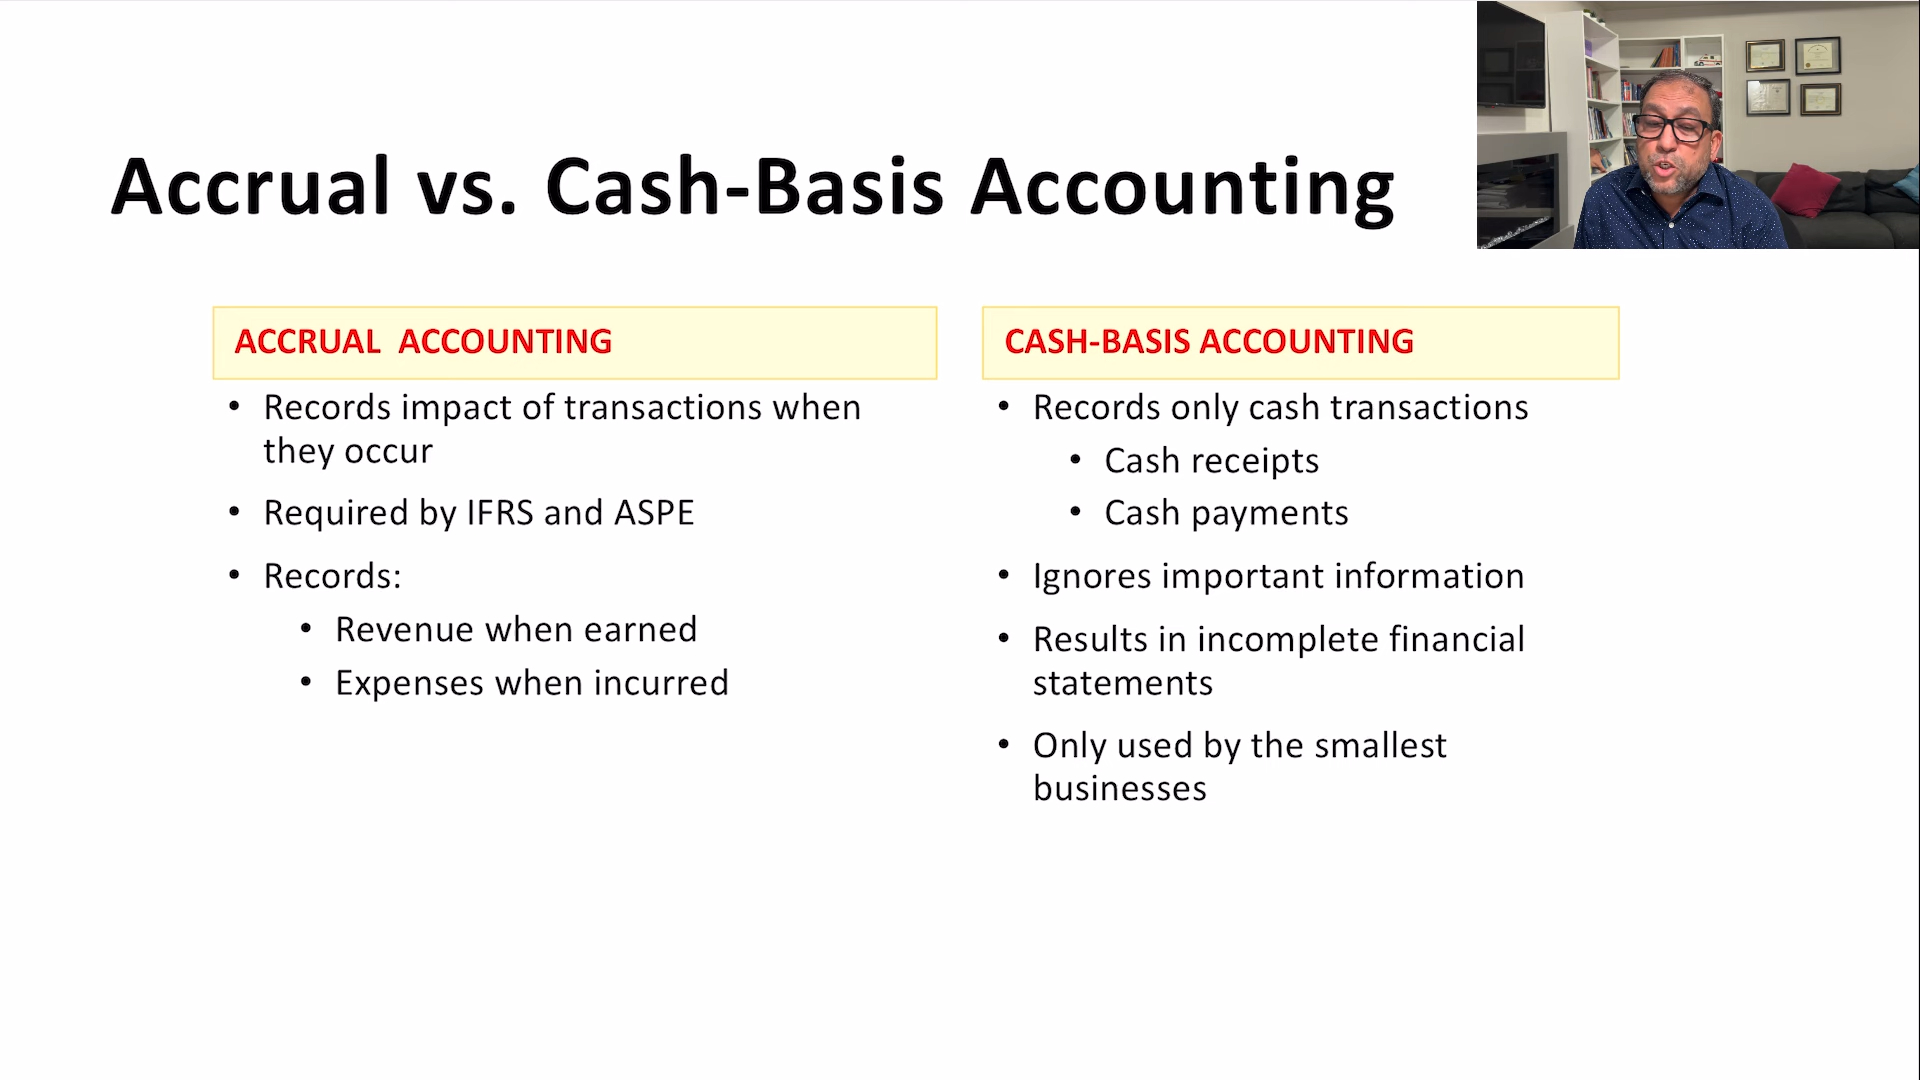 Accrual vs. Cash-Basis Accounting
ACCRUAL ACCOUNTING
• Records impact of transactions when
they occur
• Required by IFRS and ASPE
• Records:
• Revenue when earned
• Expenses when incurred
CASH-BASIS ACCOUNTING
• Records only cash transactions
• Cash receipts
• Cash payments
• Ignores important information
• Results in incomplete financial
statements
• Only used by the smallest
businesses